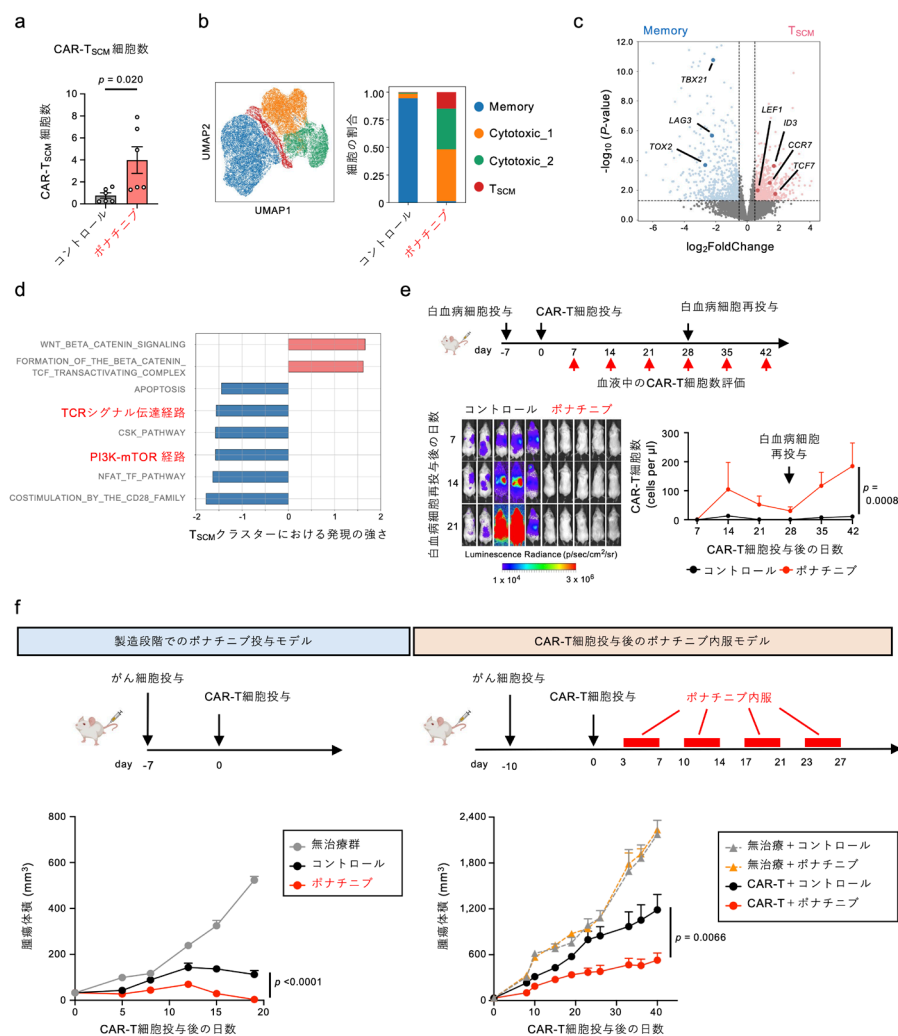 a
CAR-TSCM 細胞数
p = 0.020
10
8
6
4
2
0
CAR-TSCM 細胞数
コントロール
ポナチニブ
b
UMAP2
UMAP1
細胞の割合
1.00
0.75
0.50
0.25
0
コントロール
ポナチニブ
Memory
Cytotoxic_1
Cytotoxic_2
TSCM
c
Memory
TSCM
12.0
10.0
8.0
6.0
4.0
2.0
0.0
-log10 (P-value)
TBX21
LAG3
TOX2
LEF1
ID3
CCR7
TCF7
-6 -4 -2 0 2 4
log2FoldChange
d
WNT_BETA_CATENIN_SIGNALING
FORMATION_OF_THE_BETA_CATENIN_
TCF_TRANSACTIVATING_COMPLEX
APOPTOSIS
TCRシグナル伝達経路
CSK_PATHWAY
PI3K-mTOR 経路
NFAT_TF_PATHWAY
COSTIMULATION_BY_THE_CD28_FAMILY
-2 -1 0 1 2
TSCMクラスターにおける発現の強さ
e
白血病細胞投与
CAR-T細胞投与
白血病細胞再投与
day -7 0 7 14 21 28 35 42
血液中のCAR-T細胞数評価
コントロール
ポナチニブ
白血病細胞再投与後の日数
7
14
21
Luminescence Radiance (p/sec/cm2/sr)
1 x 10^4
3 x 10^6
白血病細胞
再投与
CAR-T細胞数
(cells per μl)
300
200
100
0
p =
0.0008
7 14 21 28 35 42
CAR-T細胞投与後の日数
コントロール
ポナチニブ
f
製造段階でのポナチニブ投与モデル
がん細胞投与
CAR-T細胞投与
day -7 0
CAR-T細胞投与後のポナチニブ内服モデル
がん細胞投与
CAR-T細胞投与
ポナチニブ内服
day -10 0 3 7 10 14 17 21 23 27
800
600
400
200
0
腫瘍体積 (mm3)
無治療群
コントロール
ポナチニブ
p <0.0001
0 5 10 15 20
CAR-T細胞投与後の日数
2,400
1,800
1,200
600
0
腫瘍体積 (mm3)
無治療＋コントロール
無治療＋ポナチニブ
CAR-T＋コントロール
CAR-T＋ポナチニブ
p = 0.0066
0 10 20 30 40
CAR-T細胞投与後の日数